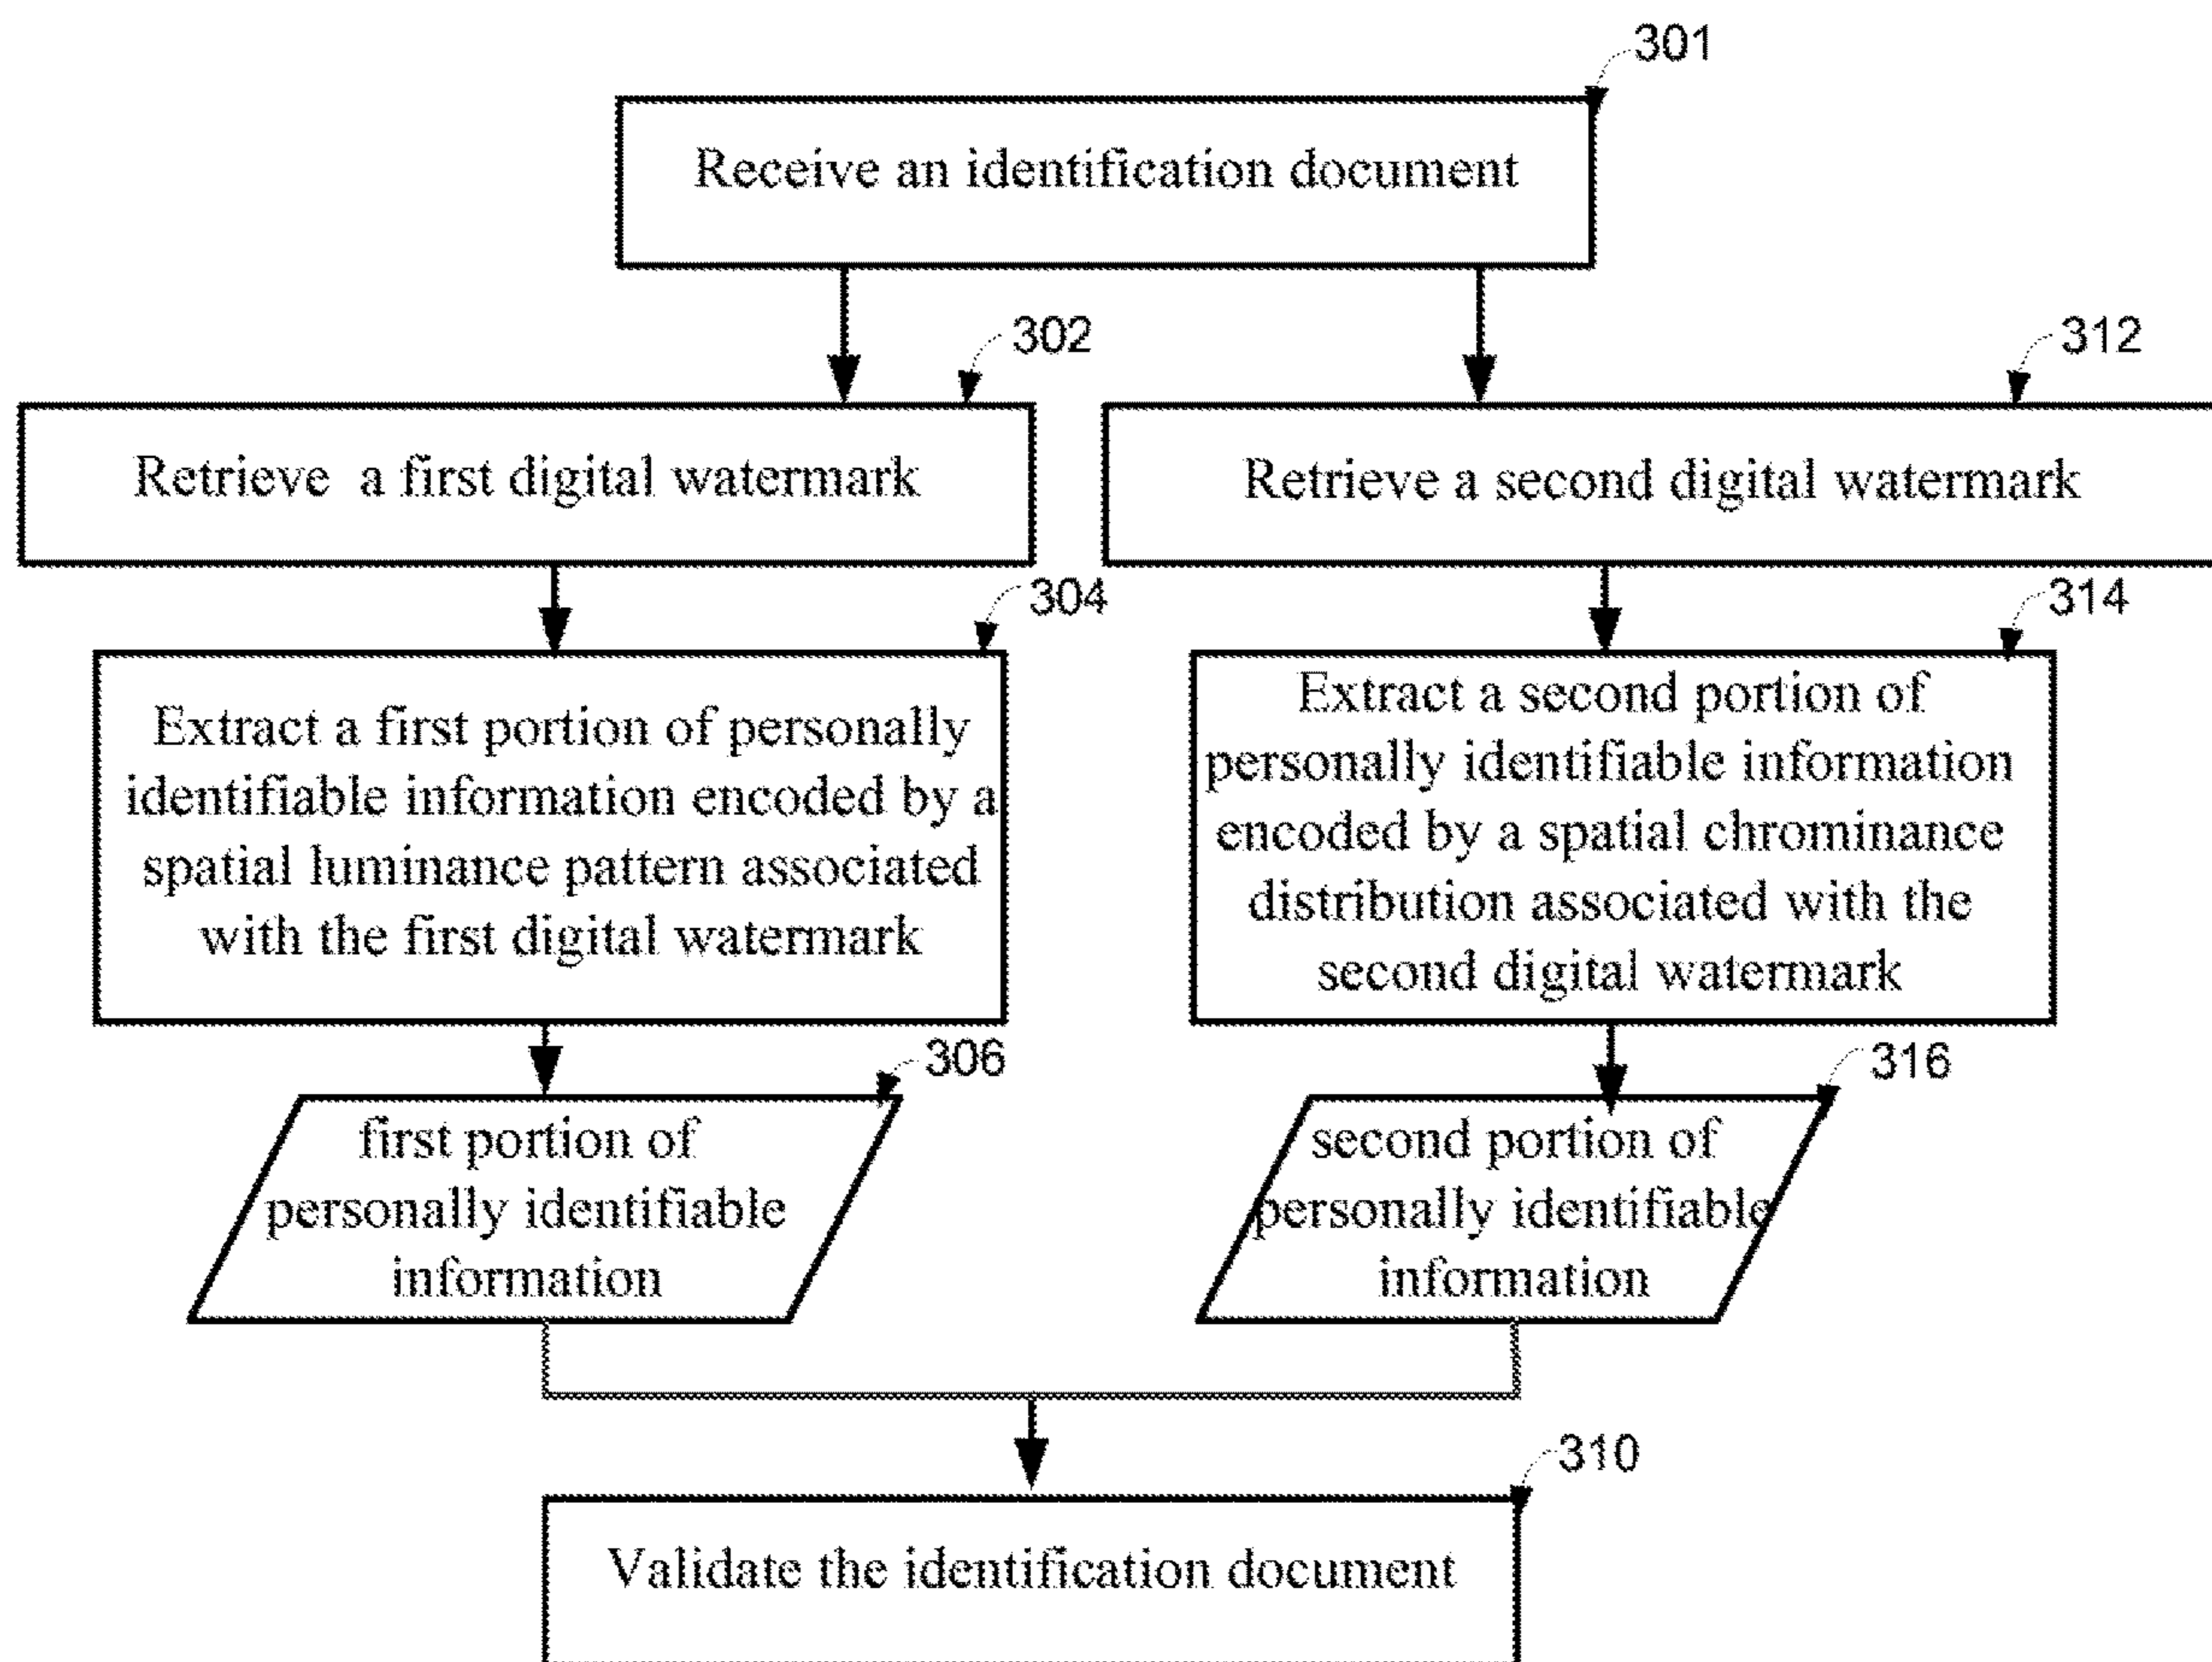 301
Receive an identification document
302
312
Retrieve a first digital watermark
Retrieve a second digital watermark
304
314
Extract a first portion of personally
identifiable information encoded by a
spatial luminance pattern associated
with the first digital watermark
Extract a second portion of
personally identifiable information
encoded by a spatial chrominance
distribution associated with the
second digital watermark
306
316
first portion of
personally identifiable
information
second portion of
personally identifiable
information
310
Validate the identification document